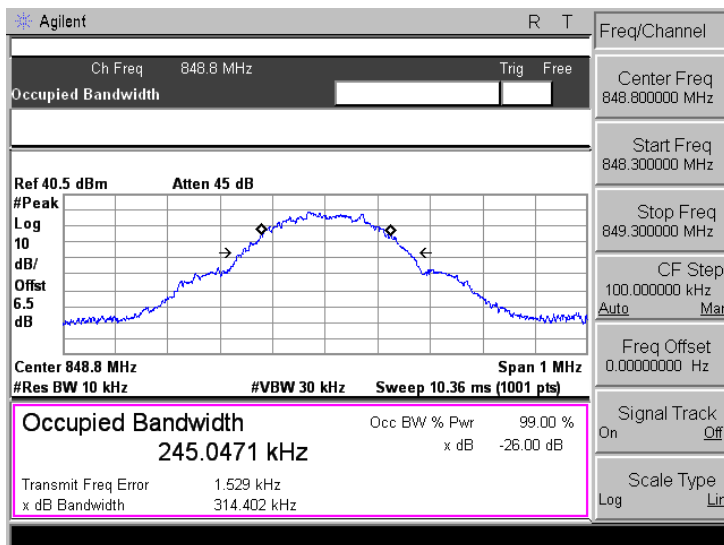 Agilent R T
Ch Freq 848.8 MHz Trig Free
Occupied Bandwidth
Ref 40.5 dBm Atten 45 dB
#Peak
Log
10
dB/
Offst
6.5
dB
Center 848.8 MHz Span 1 MHz
#Res BW 10 kHz #VBW 30 kHz Sweep 10.36 ms (1001 pts)
Occupied Bandwidth
245.0471 kHz
Occ BW % Pwr 99.00 %
x dB -26.00 dB
Transmit Freq Error 1.529 kHz
x dB Bandwidth 314.402 kHz
Freq/Channel
Center Freq
848.800000 MHz
Start Freq
848.300000 MHz
Stop Freq
849.300000 MHz
CF Step
100.000000 kHz
Auto Man
Freq Offset
0.00000000 Hz
Signal Track
On Off
Scale Type
Log Lin